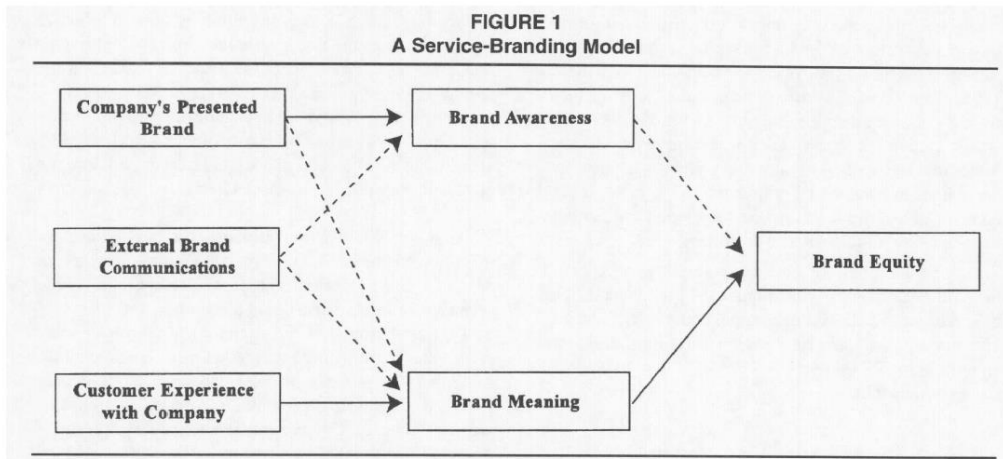 FIGURE 1
A Service-Branding Model
Company's Presented
Brand
Brand Awareness
External Brand
Communications
Brand Equity
Customer Experience
with Company
Brand Meaning